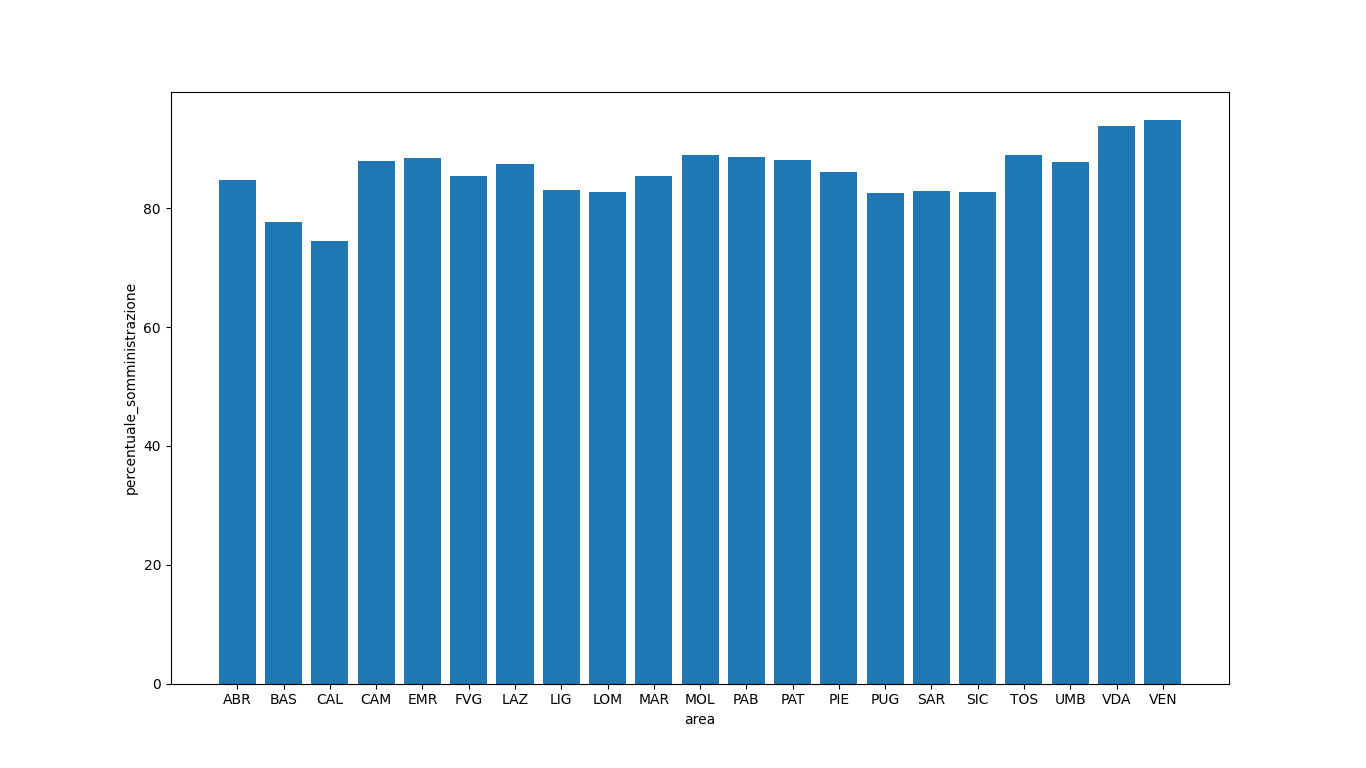 percentuale_somministrazione
80
60
40
20
0
ABR BAS CAL CAM EMR FVG LAZ LIG LOM MAR MOL PAB PAT PIE PUG SAR SIC TOS UMB VDA VEN
area